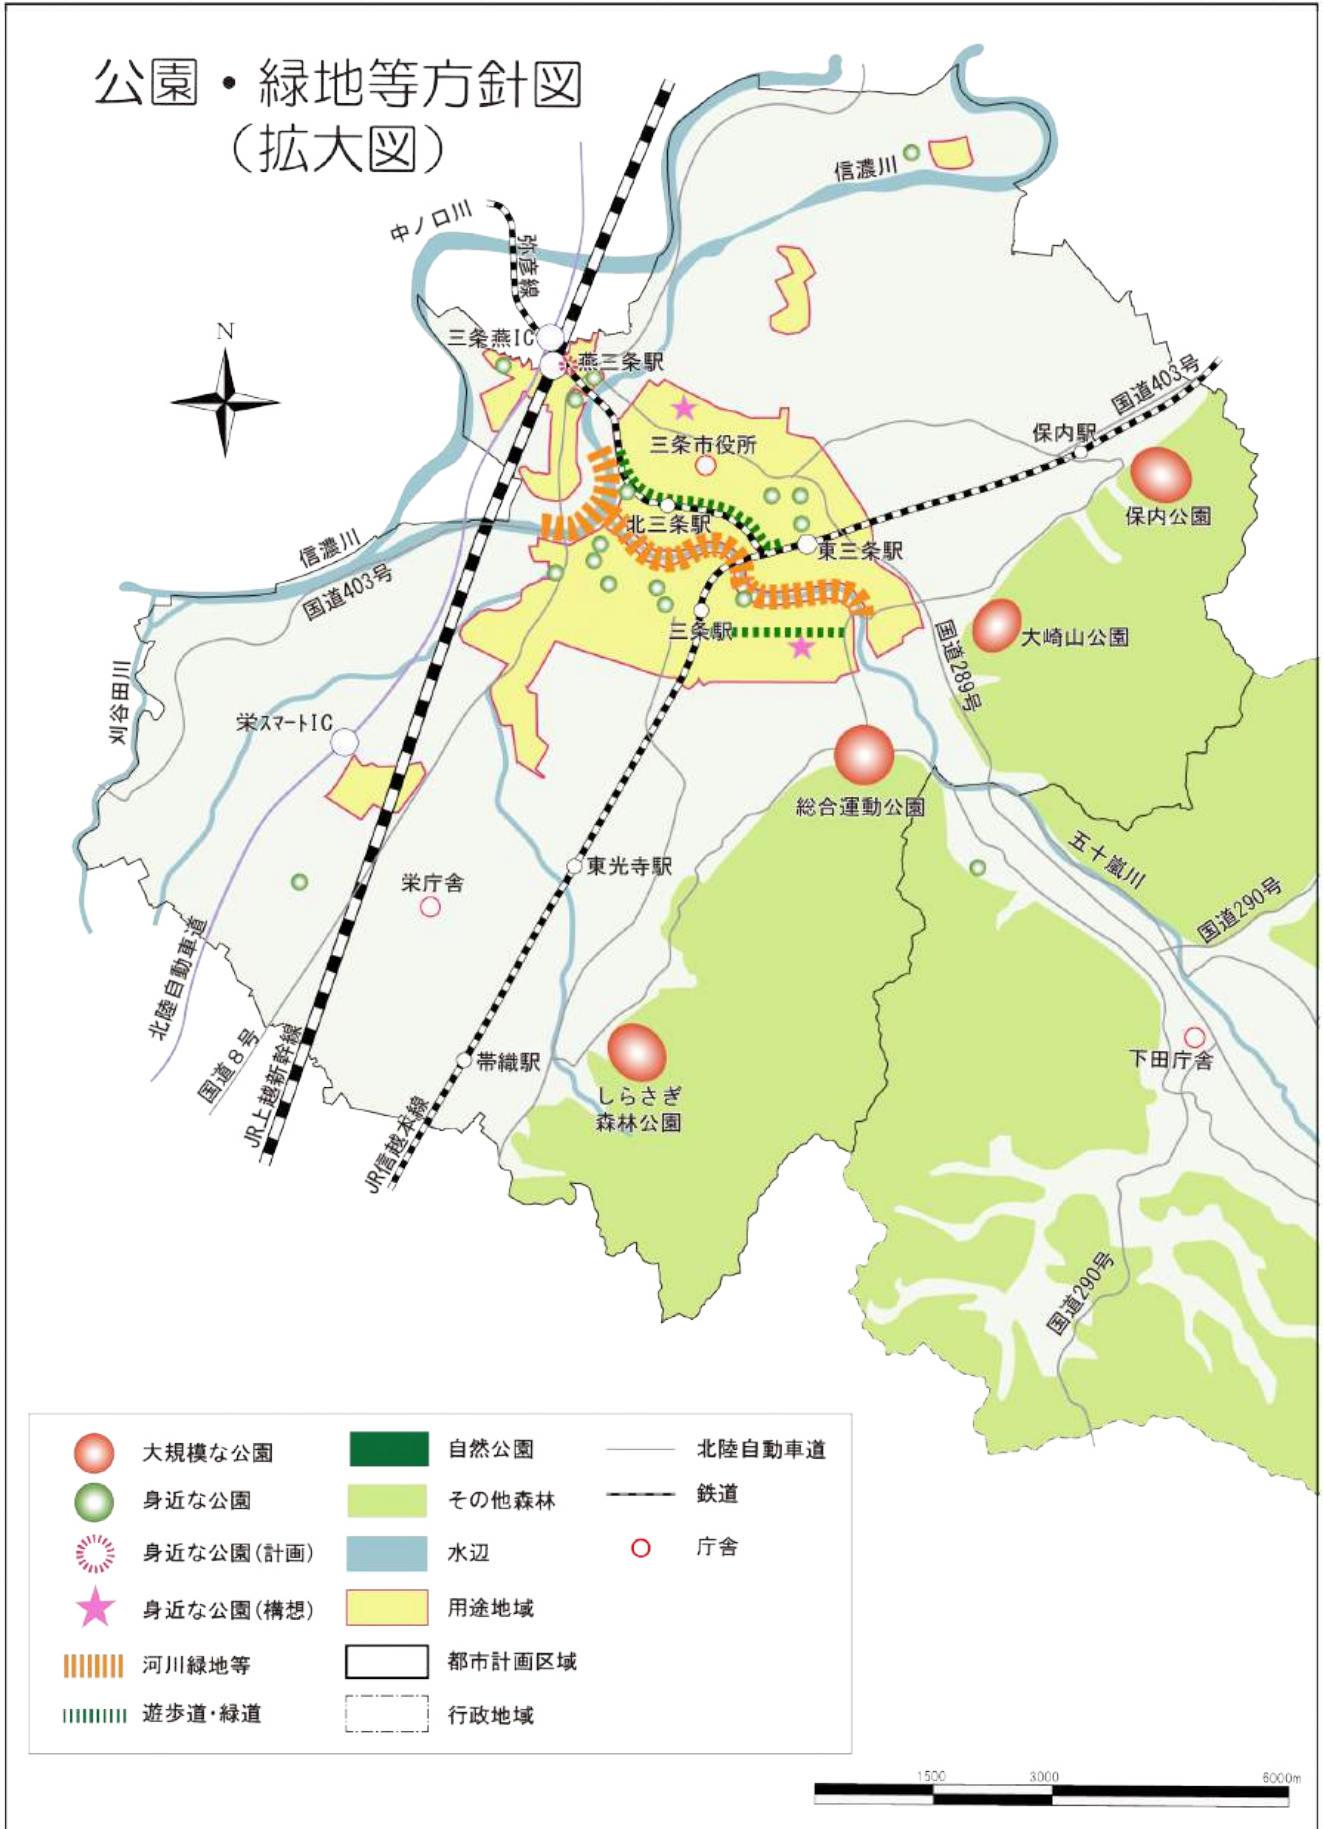 公園・緑地等方針図
（拡大図）
信濃川
中ノ口川
弥彦線
N
三条燕IC
燕三条駅
国道403号
保内駅
三条市役所
保内公園
北三条駅
東三条駅
信濃川
国道403号
三条駅
大崎山公園
国道289号
刈谷田川
栄スマートIC
総合運動公園
五十嵐川
東光寺駅
栄庁舎
国道290号
北陸自動車道
国道8号
JR上越新幹線
帯織駅
下田庁舎
しらさぎ
森林公園
JR信越本線
国道290号
大規模な公園
自然公園
北陸自動車道
身近な公園
その他森林
鉄道
身近な公園(計画)
水辺
庁舎
身近な公園(構想)
用途地域
河川緑地等
都市計画区域
遊歩道・緑道
行政地域
1500
3000
6000m